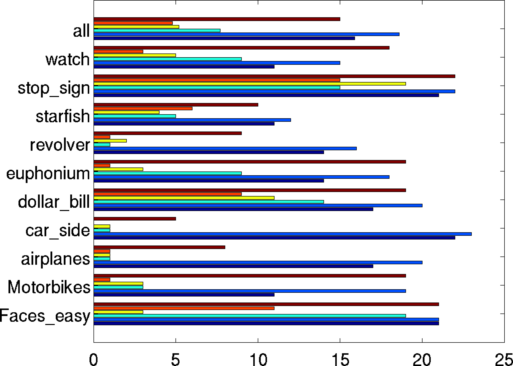 all
watch
stop_sign
starfish
revolver
euphonium
dollar_bill
car_side
airplanes
Motorbikes
Faces_easy
0 5 10 15 20 25